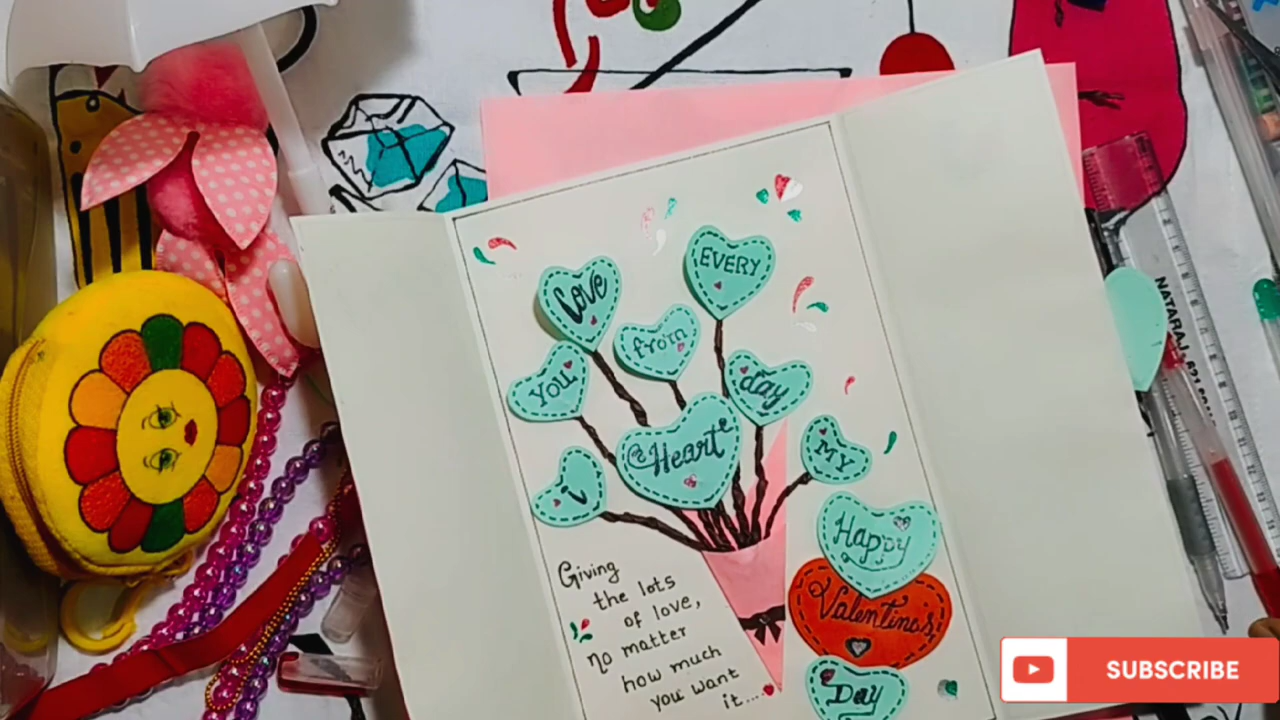 Love
EVERY
You
from
day
i
Heart
MY
Happy
Valentino's
Day
Giving
the lots
of love,
no matter
how much
you want
it....
NATARAJ
SUBSCRIBE